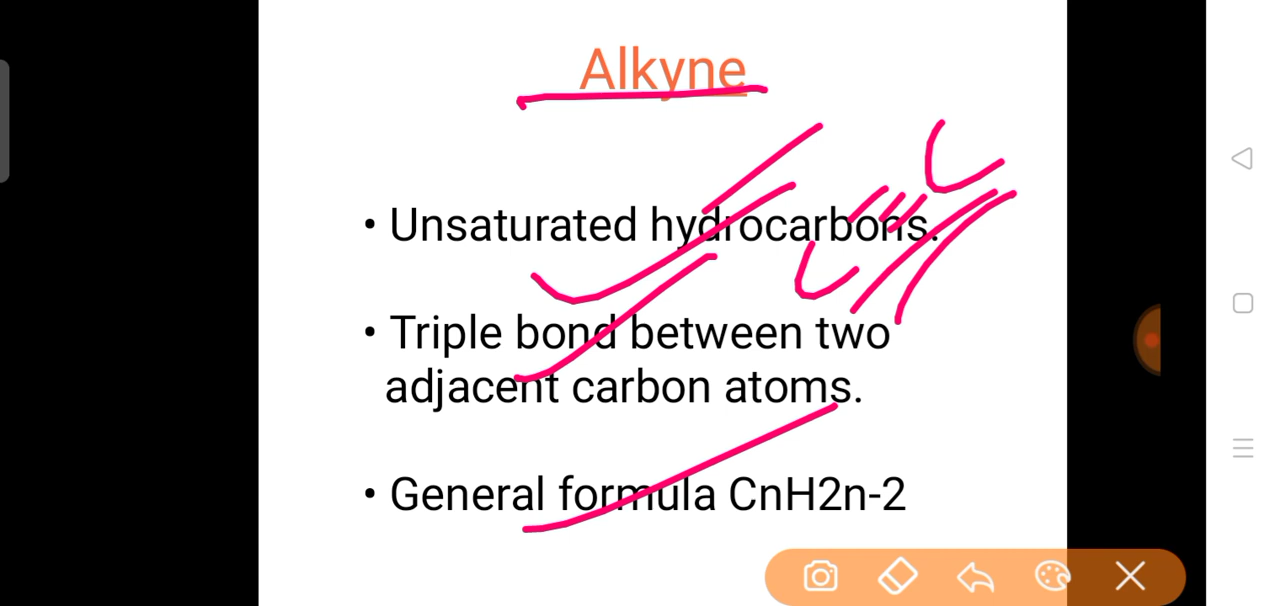 Alkyne
• Unsaturated hydrocarbons.
• Triple bond between two
adjacent carbon atoms.
• General formula CnH2n-2